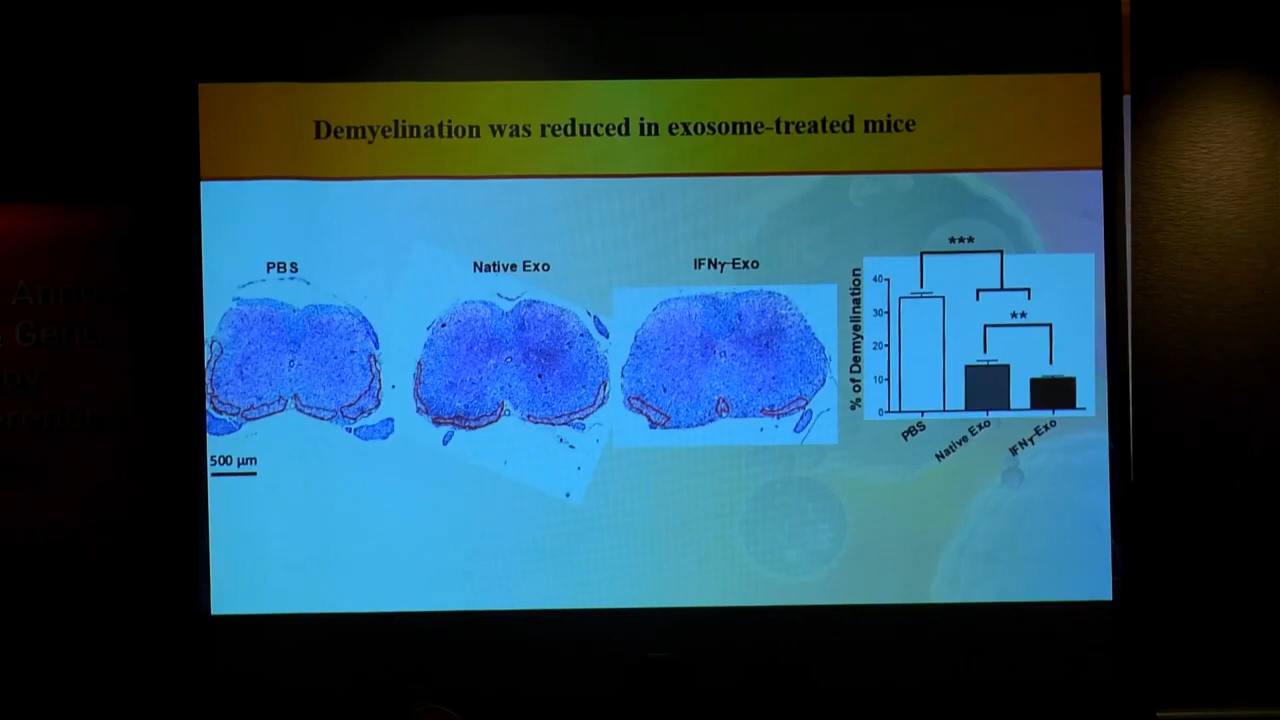 Demyelination was reduced in exosome-treated mice
PBS
Native Exo
IFNγ-Exo
500 µm
***
**
% of Demyelination
40
30
20
10
0
PBS
Native Exo
IFNγ-Exo